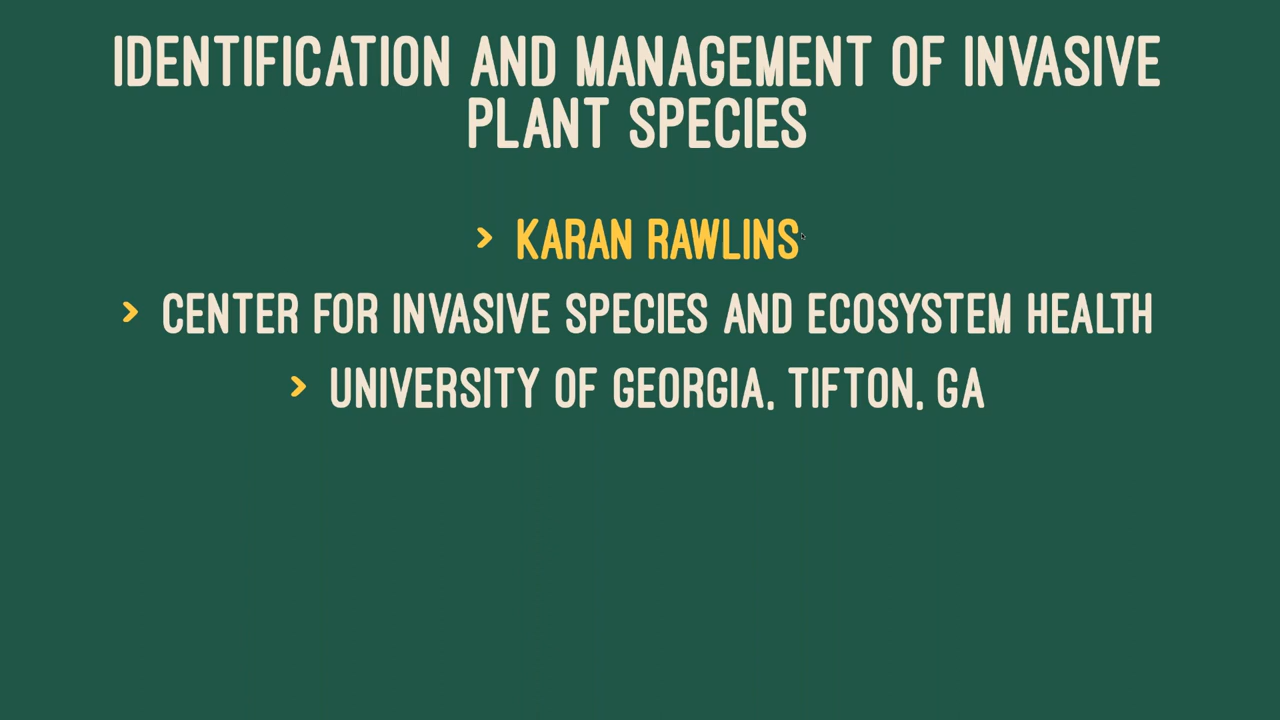 IDENTIFICATION AND MANAGEMENT OF INVASIVE
PLANT SPECIES
> KARAN RAWLINS
> CENTER FOR INVASIVE SPECIES AND ECOSYSTEM HEALTH
> UNIVERSITY OF GEORGIA, TIFTON, GA